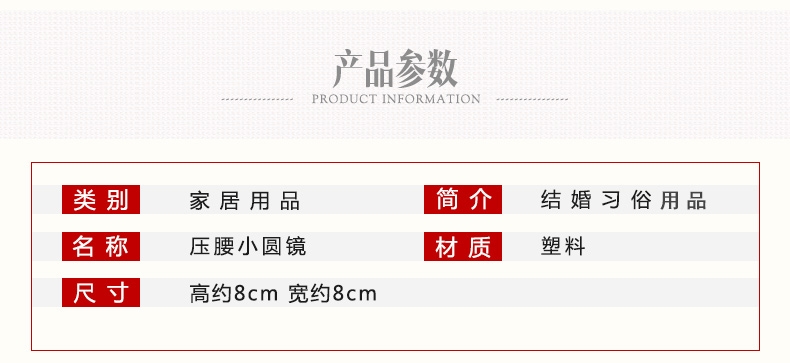 产品参数
PRODUCT INFORMATION
类别 家居用品 简介 结婚习俗用品
名称 压腰小圆镜 材质 塑料
尺寸 高约8cm 宽约8cm